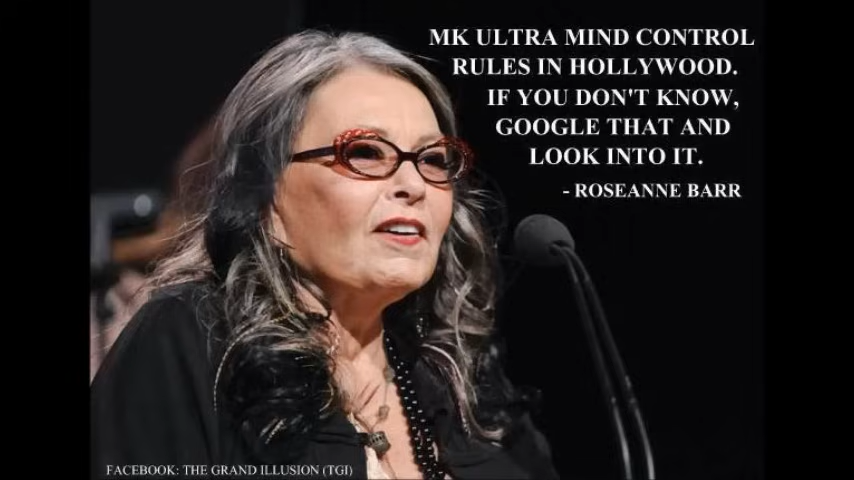 MK ULTRA MIND CONTROL
RULES IN HOLLYWOOD.
IF YOU DON'T KNOW,
GOOGLE THAT AND
LOOK INTO IT.
- ROSEANNE BARR
FACEBOOK: THE GRAND ILLUSION (TGI)